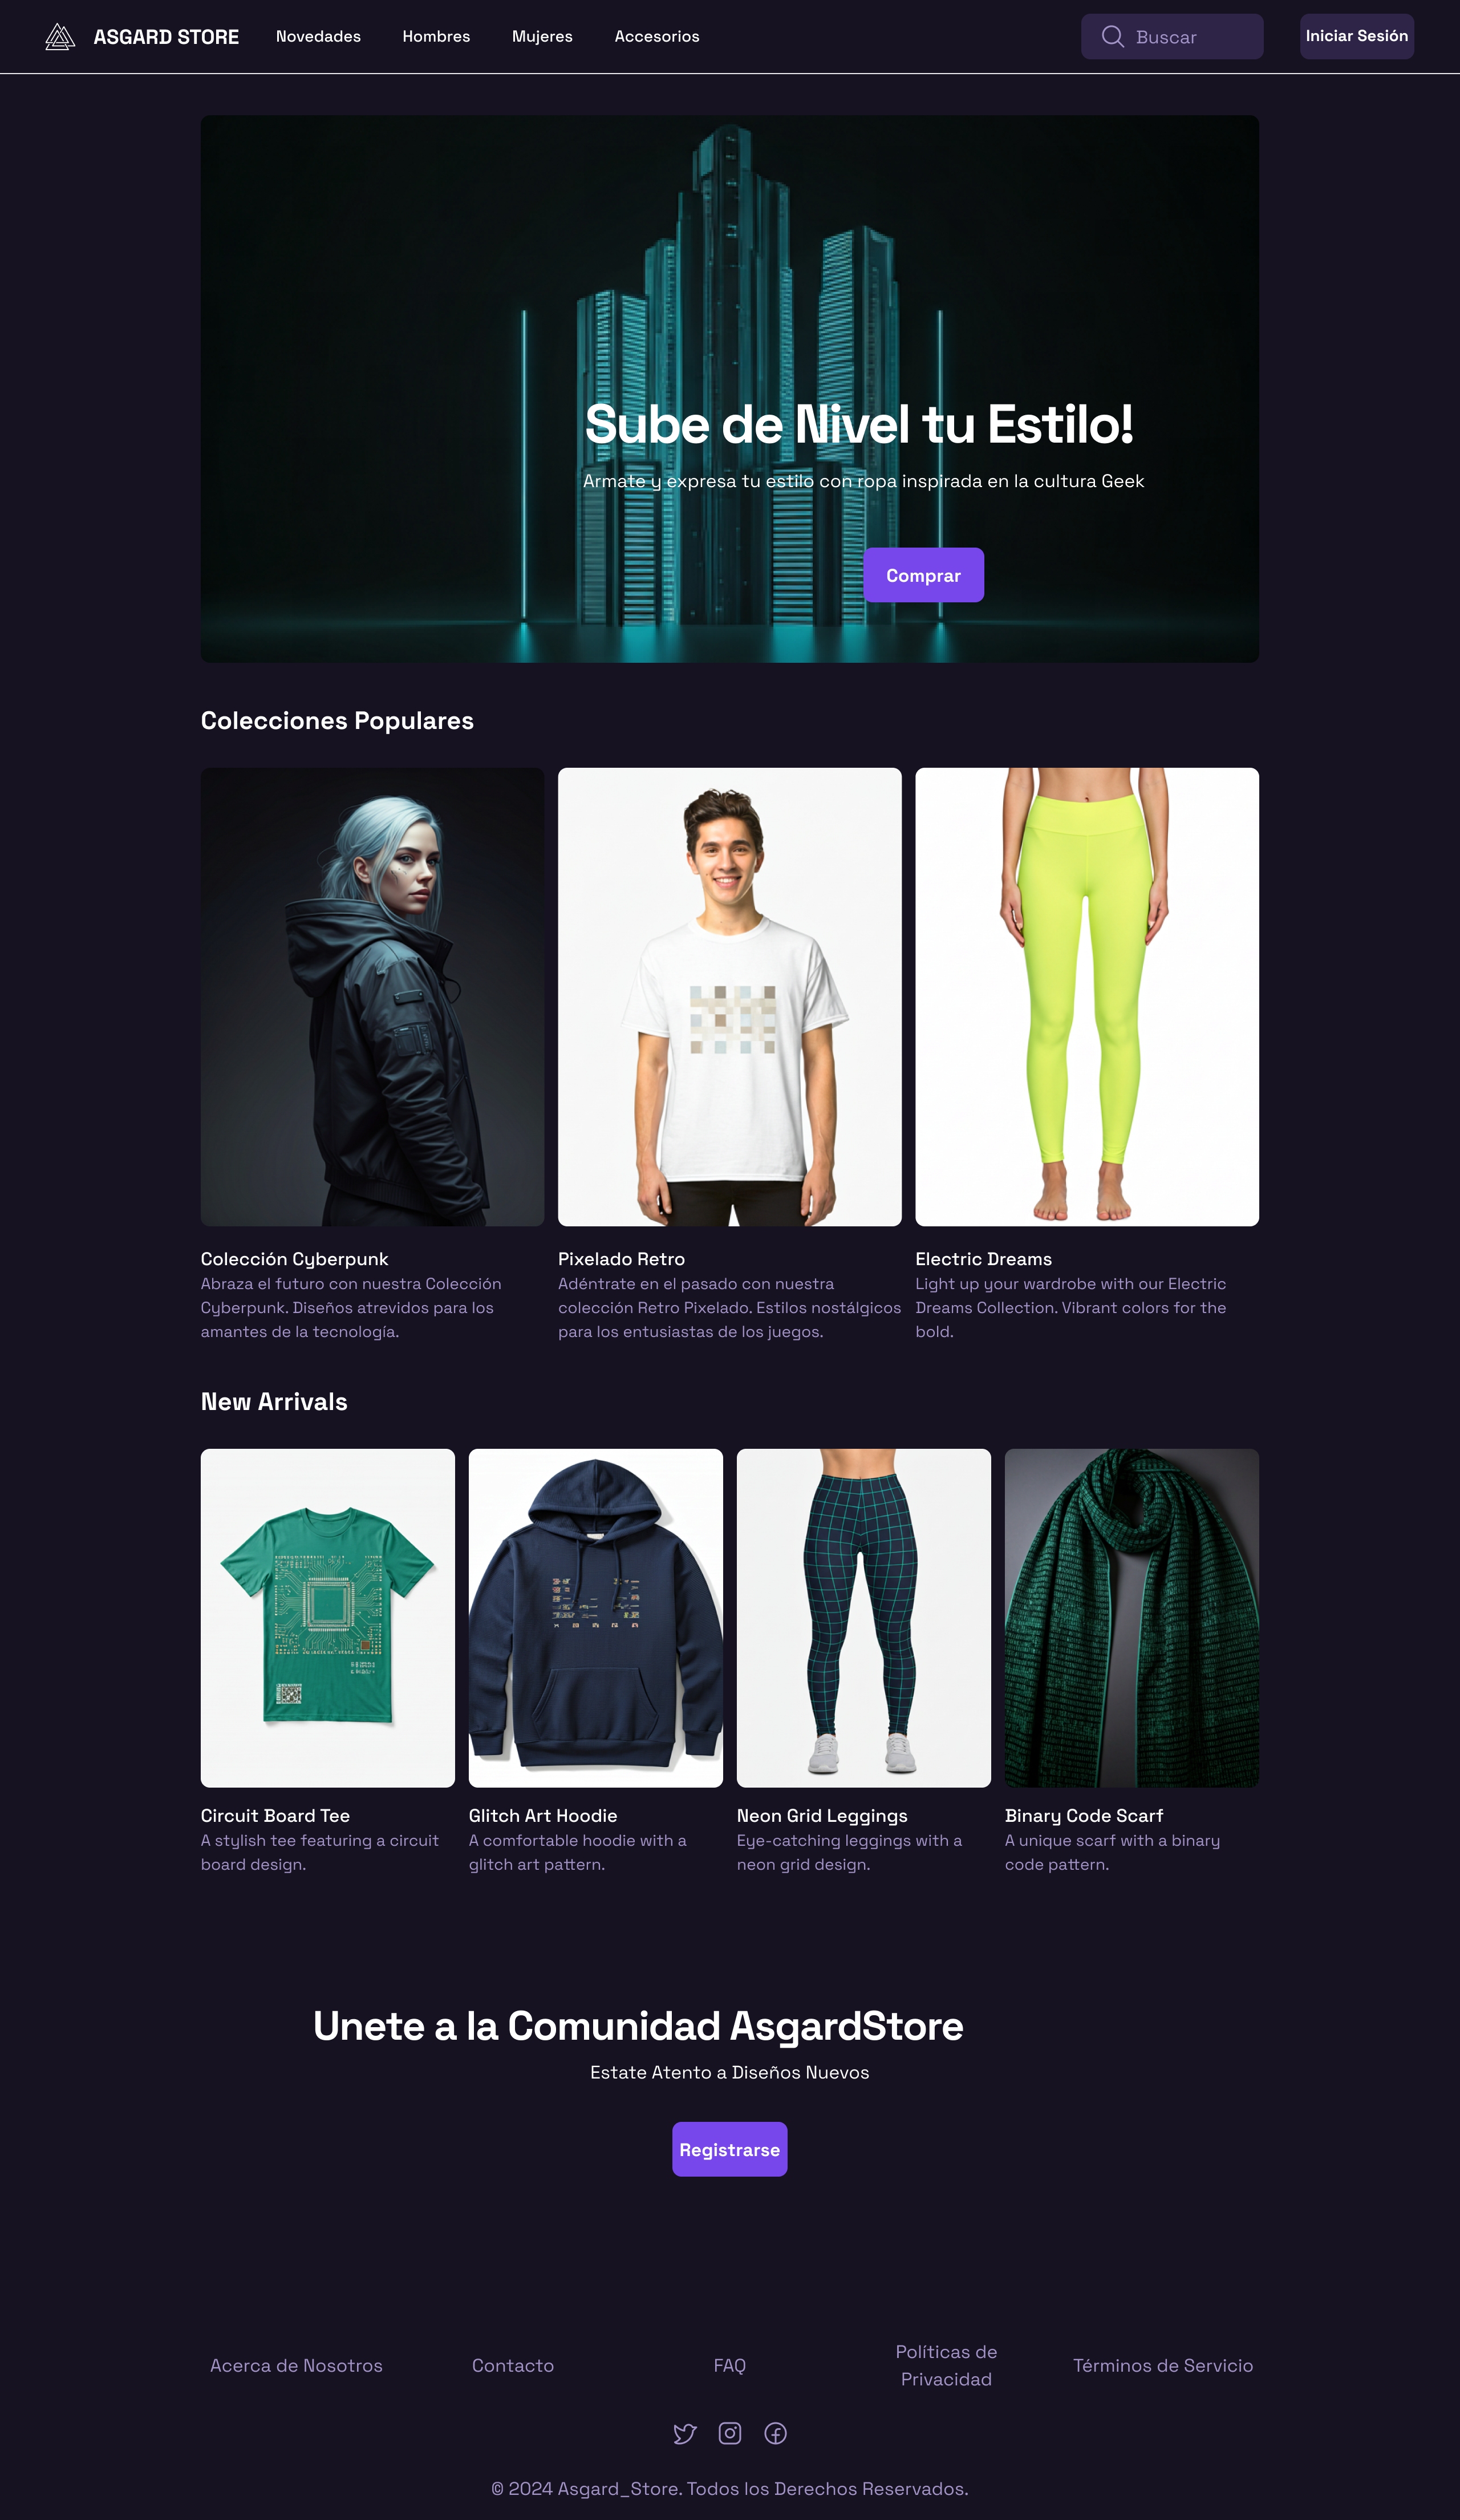 ASGARD STORE
Novedades
Hombres
Mujeres
Accesorios
Buscar
Iniciar Sesión
Sube de Nivel tu Estilo!
Armate y expresa tu estilo con ropa inspirada en la cultura Geek
Comprar
Colecciones Populares
Colección Cyberpunk
Abraza el futuro con nuestra Colección
Cyberpunk. Diseños atrevidos para los
amantes de la tecnología.
Pixelado Retro
Adéntrate en el pasado con nuestra
colección Retro Pixelado. Estilos nostálgicos
para los entusiastas de los juegos.
Electric Dreams
Light up your wardrobe with our Electric
Dreams Collection. Vibrant colors for the
bold.
New Arrivals
Circuit Board Tee
A stylish tee featuring a circuit
board design.
Glitch Art Hoodie
A comfortable hoodie with a
glitch art pattern.
Neon Grid Leggings
Eye-catching leggings with a
neon grid design.
Binary Code Scarf
A unique scarf with a binary
code pattern.
Unete a la Comunidad AsgardStore
Estate Atento a Diseños Nuevos
Registrarse
Acerca de Nosotros
Contacto
FAQ
Políticas de
Privacidad
Términos de Servicio
© 2024 Asgard_Store. Todos los Derechos Reservados.